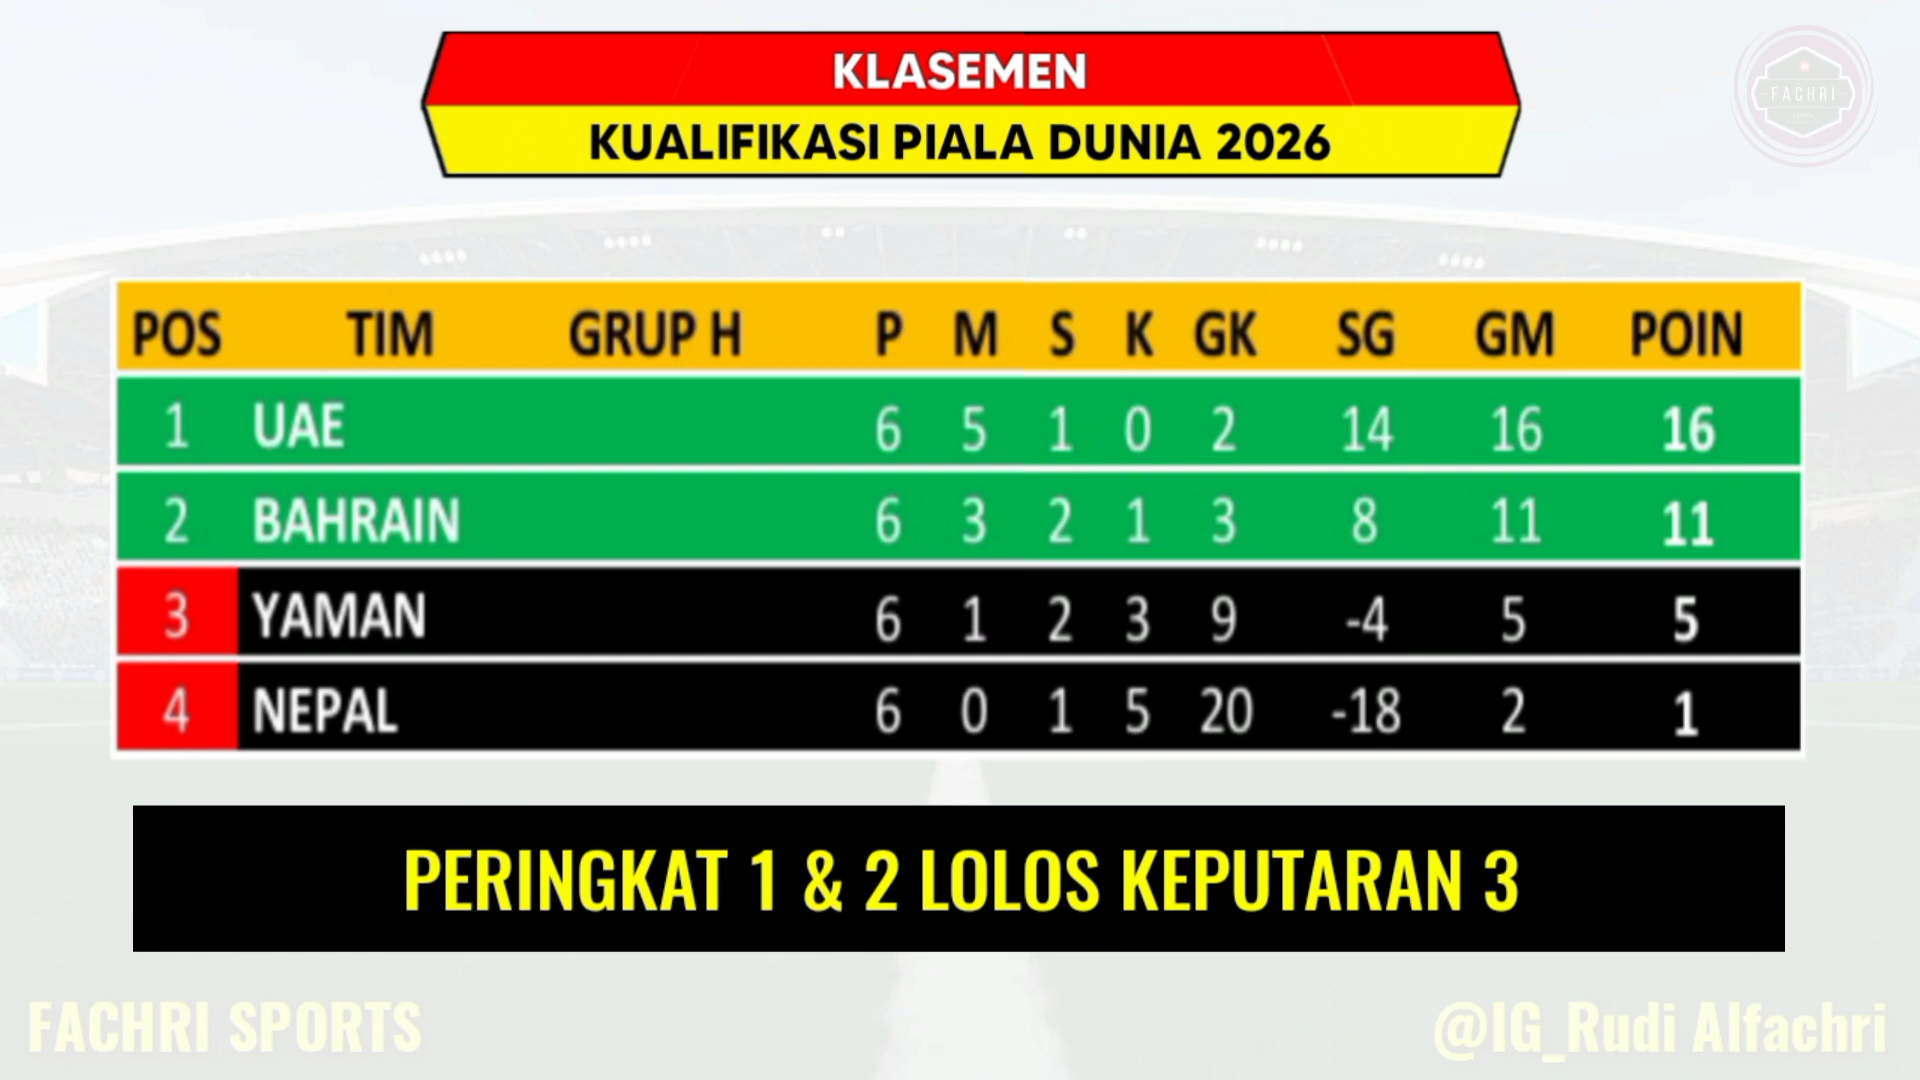 KLASEMEN
FACHRI
KUALIFIKASI PIALA DUNIA 2026
POS TIM GRUP H P M S K GK SG GM POIN
1 UAE 6 5 1 0 2 14 16 16
2 BAHRAIN 6 3 2 1 3 8 11 11
3 YAMAN 6 1 2 3 9 -4 5 5
4 NEPAL 6 0 1 5 20 -18 2 1
PERINGKAT 1 & 2 LOLOS KEPUTARAN 3
FACHRI SPORTS @IG_Rudi Alfachri